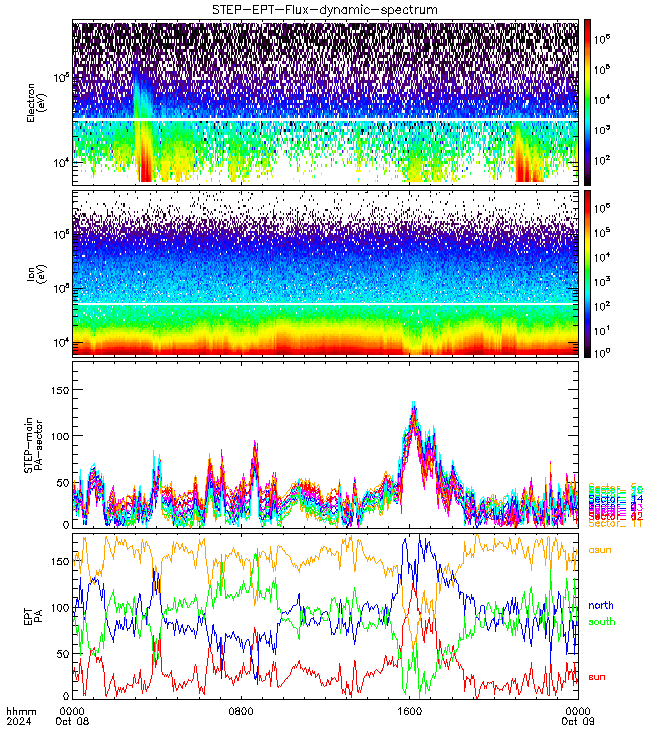 STEP-EPT-Flux-dynamic-spectrum
Electron
(eV)
10⁵
10⁴
10⁶
10⁵
10⁴
10³
10²
Ion
(eV)
10⁶
10⁵
10⁴
10⁶
10⁵
10⁴
10³
10²
10¹
10⁰
STEP-main
PA-sector
150
100
50
0
EPT
PA
150
100
50
0
asun
north
south
sun
hhmm
2024
0000
Oct 08
0800
1600
0000
Oct 09